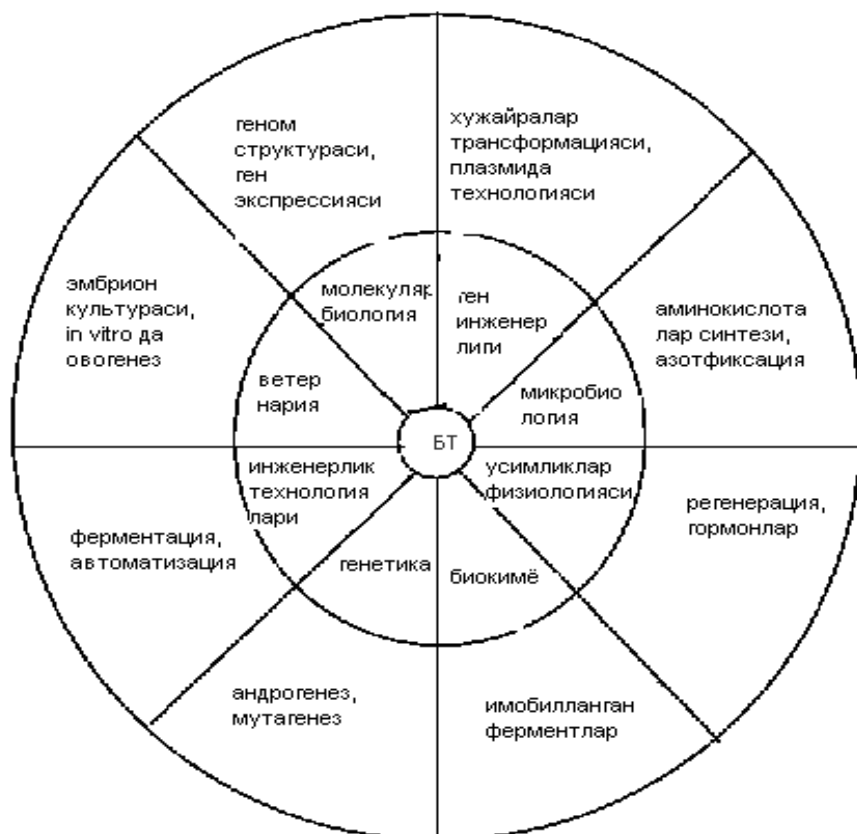 геном
структураси,
ген
экспрессияси
хужайралар
трансформацияси,
плазмида
технологияси
эмбрион
культураси,
in vitro да
овогенез
молекуляр
биология
ген
инженер
лиги
аминокислота
лар синтези,
азотфиксация
ветер
нария
микробио
логия
БТ
инженерлик
технология
лари
усимликлар
физиологияси
ферментация,
автоматизация
регенерация,
гормонлар
генетика
биокимё
андрогенез,
мутагенез
имобилланган
ферментлар